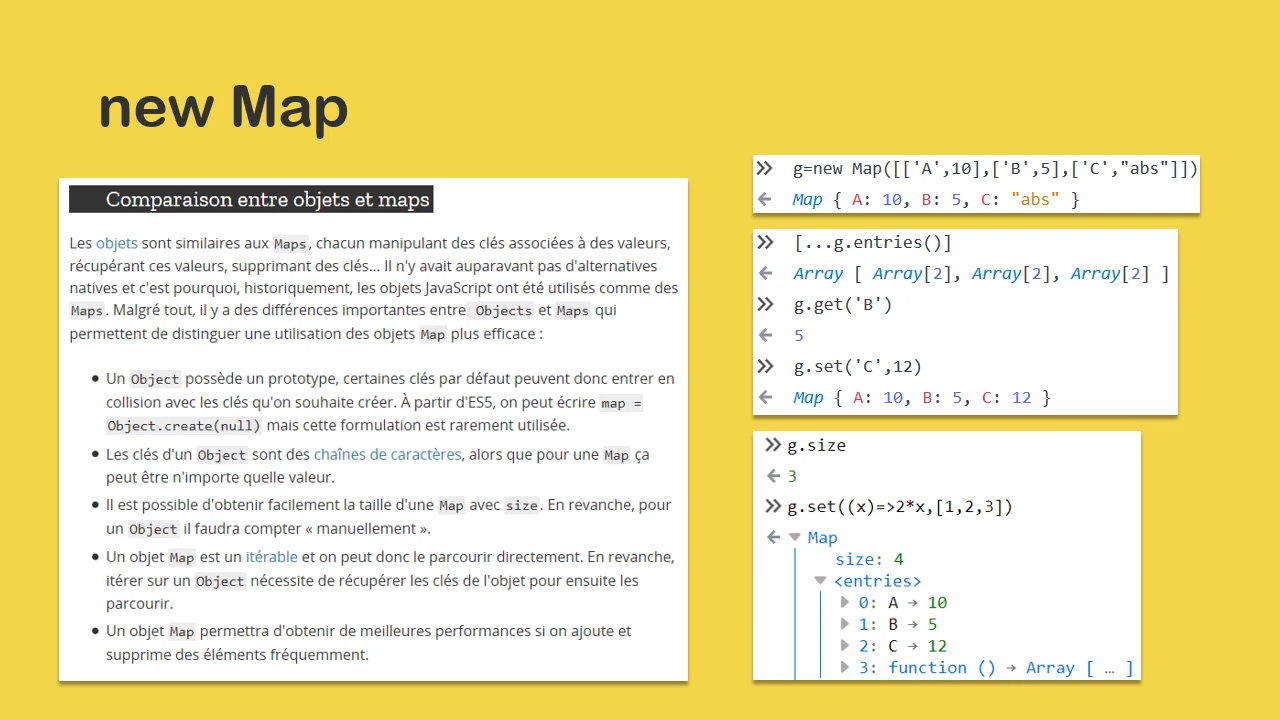 new Map
Comparaison entre objets et maps
Les objets sont similaires aux Maps, chacun manipulant des clés associées à des valeurs,
récupérant ces valeurs, supprimant des clés... Il n'y avait auparavant pas d'alternatives
natives et c'est pourquoi, historiquement, les objets JavaScript ont été utilisés comme des
Maps. Malgré tout, il y a des différences importantes entre Objects et Maps qui
permettent de distinguer une utilisation des objets Map plus efficace :
• Un Object possède un prototype, certaines clés par défaut peuvent donc entrer en
collision avec les clés qu'on souhaite créer. À partir d'ES5, on peut écrire map =
Object.create(null) mais cette formulation est rarement utilisée.
• Les clés d'un Object sont des chaînes de caractères, alors que pour une Map ça
peut être n'importe quelle valeur.
• Il est possible d'obtenir facilement la taille d'une Map avec size. En revanche, pour
un Object il faudra compter « manuellement ».
• Un objet Map est un itérable et on peut donc le parcourir directement. En revanche,
itérer sur un Object nécessite de récupérer les clés de l'objet pour ensuite les
parcourir.
• Un objet Map permettra d'obtenir de meilleures performances si on ajoute et
supprime des éléments fréquemment.
g=new Map([['A',10],['B',5],['C',"abs"]])
Map { A: 10, B: 5, C: "abs" }
[...g.entries()]
Array [ Array[2], Array[2], Array[2] ]
g.get('B')
5
g.set('C',12)
Map { A: 10, B: 5, C: 12 }
g.size
3
g.set((x)=>2*x,[1,2,3])
Map
size: 4
<entries>
0: A → 10
1: B → 5
2: C → 12
3: function () → Array [ … ]